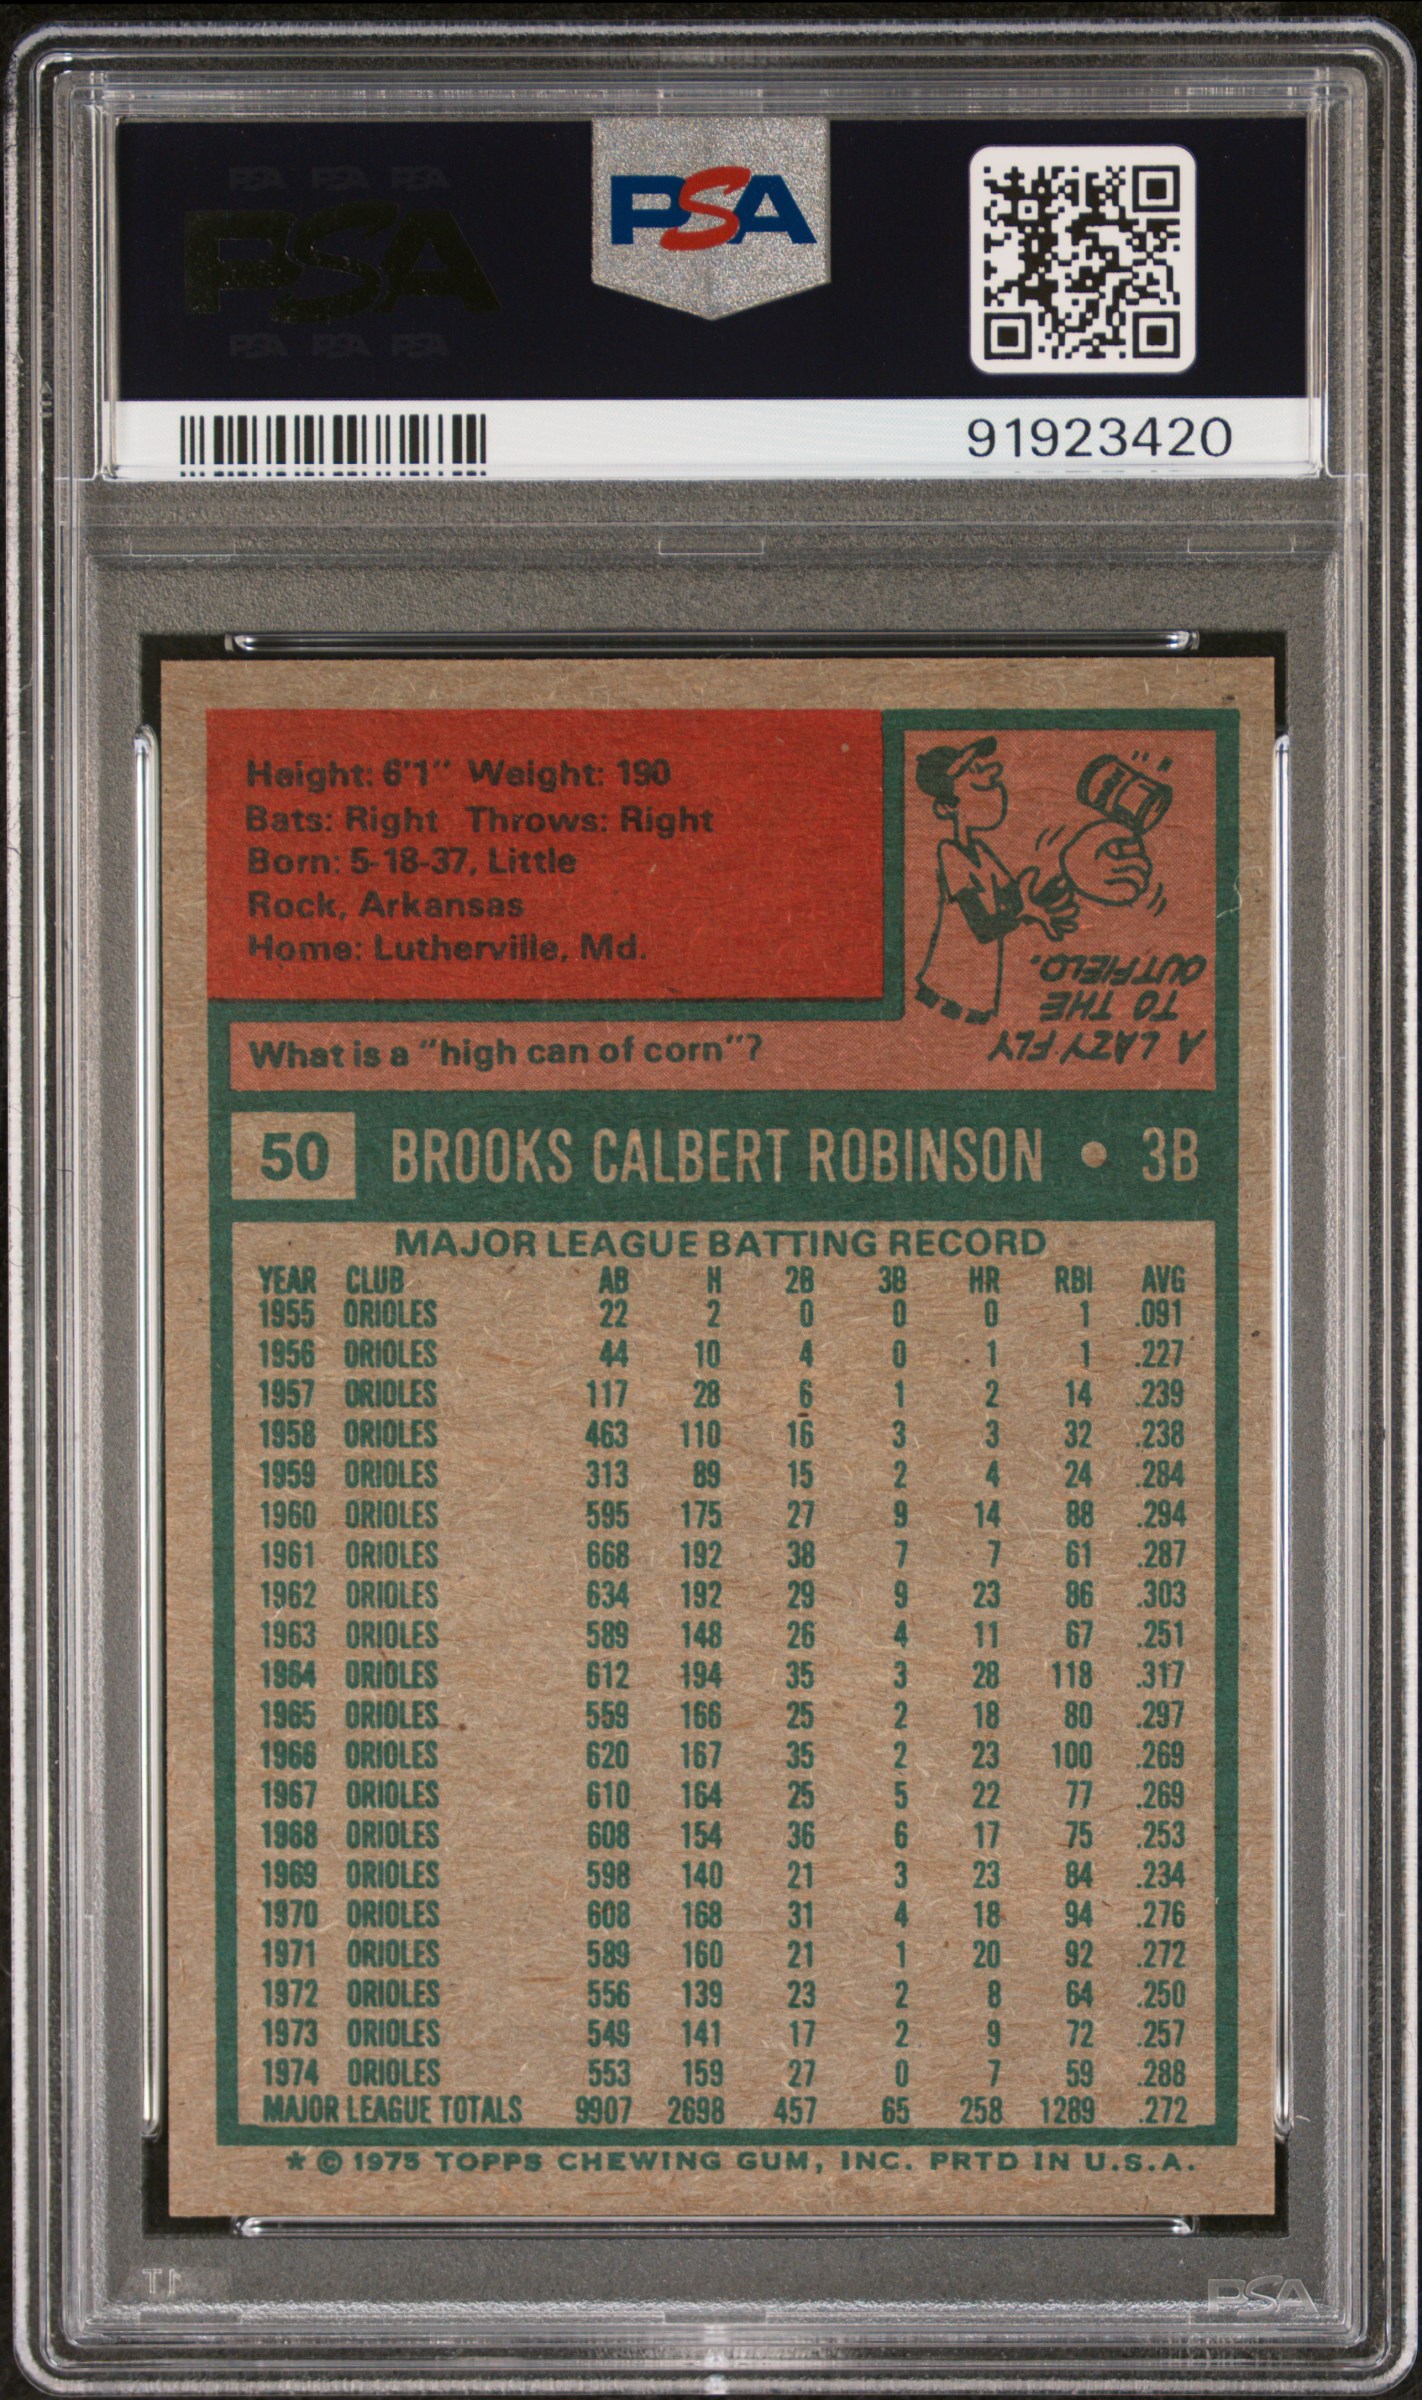 PSA PSA PSA
PSA
PSA PSA PSA
PSA
91923420
Height: 6'1" Weight: 190
Bats: Right Throws: Right
Born: 5-18-37, Little
Rock, Arkansas
Home: Lutherville, Md.
What is a "high can of corn"?
A LAZY FLY
TO THE
OUTFIELD.
50 BROOKS CALBERT ROBINSON • 3B
MAJOR LEAGUE BATTING RECORD
YEAR CLUB AB H 2B 3B HR RBI AVG
1955 ORIOLES 22 2 0 0 0 1 .091
1956 ORIOLES 44 10 4 0 1 1 .227
1957 ORIOLES 117 28 6 1 2 14 .239
1958 ORIOLES 463 110 16 3 3 32 .238
1959 ORIOLES 313 89 15 2 4 24 .284
1960 ORIOLES 595 175 27 9 14 88 .294
1961 ORIOLES 668 192 38 7 7 61 .287
1962 ORIOLES 634 192 29 9 23 86 .303
1963 ORIOLES 589 148 26 4 11 67 .251
1964 ORIOLES 612 194 35 3 28 118 .317
1965 ORIOLES 559 166 25 2 18 80 .297
1966 ORIOLES 620 167 35 2 23 100 .269
1967 ORIOLES 610 164 25 5 22 77 .269
1968 ORIOLES 608 154 36 6 17 75 .253
1969 ORIOLES 598 140 21 3 23 84 .234
1970 ORIOLES 608 168 31 4 18 94 .276
1971 ORIOLES 589 160 21 1 20 92 .272
1972 ORIOLES 556 139 23 2 8 64 .250
1973 ORIOLES 549 141 17 2 9 72 .257
1974 ORIOLES 553 159 27 0 7 59 .288
MAJOR LEAGUE TOTALS 9907 2698 457 65 258 1289 .272
* © 1975 TOPPS CHEWING GUM, INC. PRTD IN U.S.A.
PSA